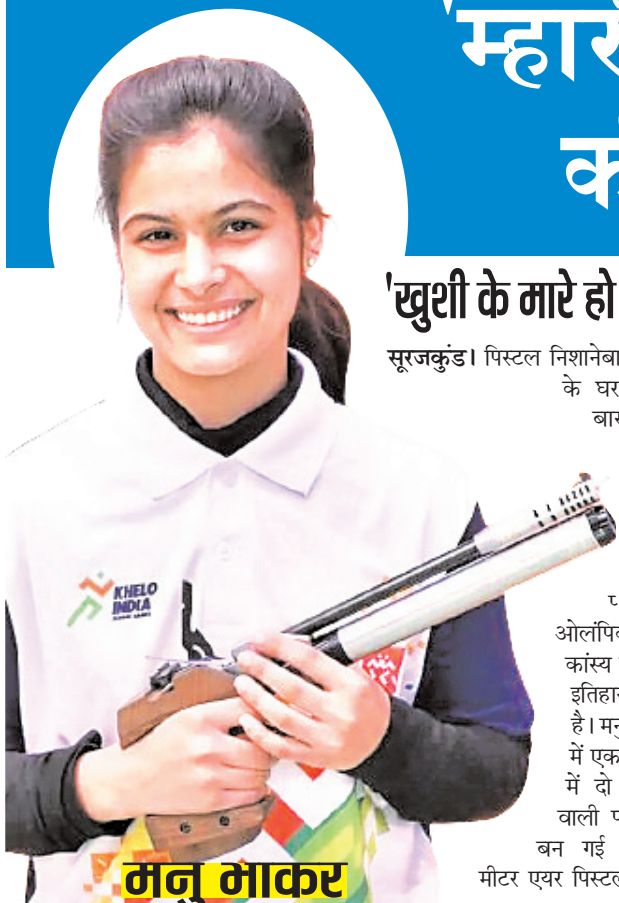 'म्हार
क
'खुशी के मारे हो
सूरजकुंड। पिस्टल निशानेबा
के घर
बास
ओलंपिक
कांस्य
इतिहास
है। मनु
में एक
में दो
वाली प
बन गई
मीटर एयर पिस्टल
KHELO
INDIA
मनु भाकर